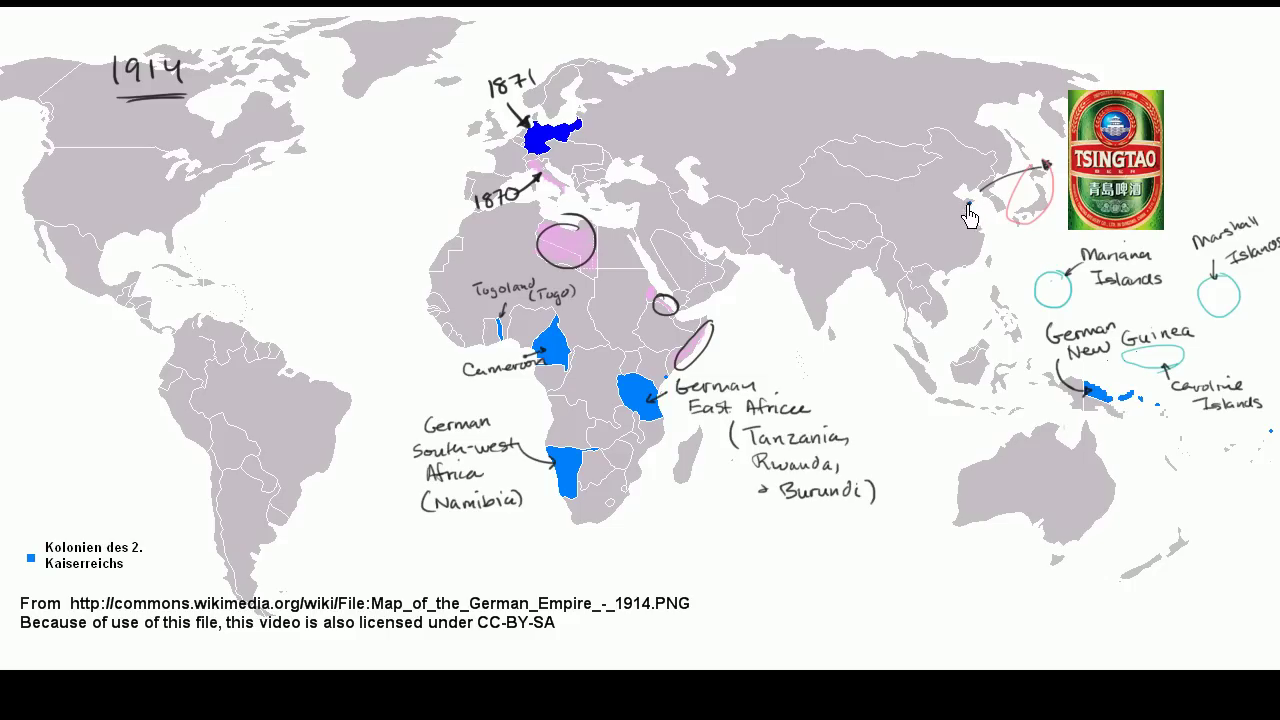 1914
1871
1870
TSINGTAO
BEER
青島啤酒
Mariana
Islands
Marshall
Islands
Togoland
(Togo)
German
New Guinea
Caroline
Islands
Cameroon
German
East Africa
(Tanzania,
Rwanda,
Burundi)
German
South-west
Africa
(Namibia)
Kolonien des 2.
Kaiserreichs
From http://commons.wikimedia.org/wiki/File:Map_of_the_German_Empire_-_1914.PNG
Because of use of this file, this video is also licensed under CC-BY-SA